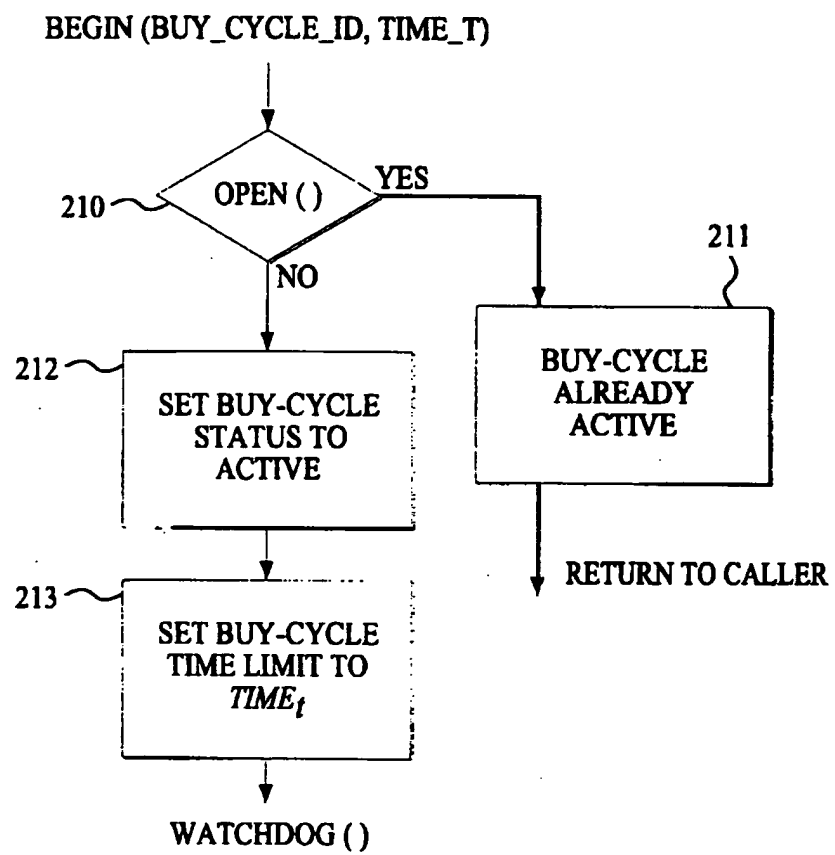 BEGIN (BUY_CYCLE_ID, TIME_T)
OPEN ( )
YES
210
NO
211
BUY-CYCLE
ALREADY
ACTIVE
212
SET BUY-CYCLE
STATUS TO
ACTIVE
RETURN TO CALLER
213
SET BUY-CYCLE
TIME LIMIT TO
TIMEt
WATCHDOG ( )